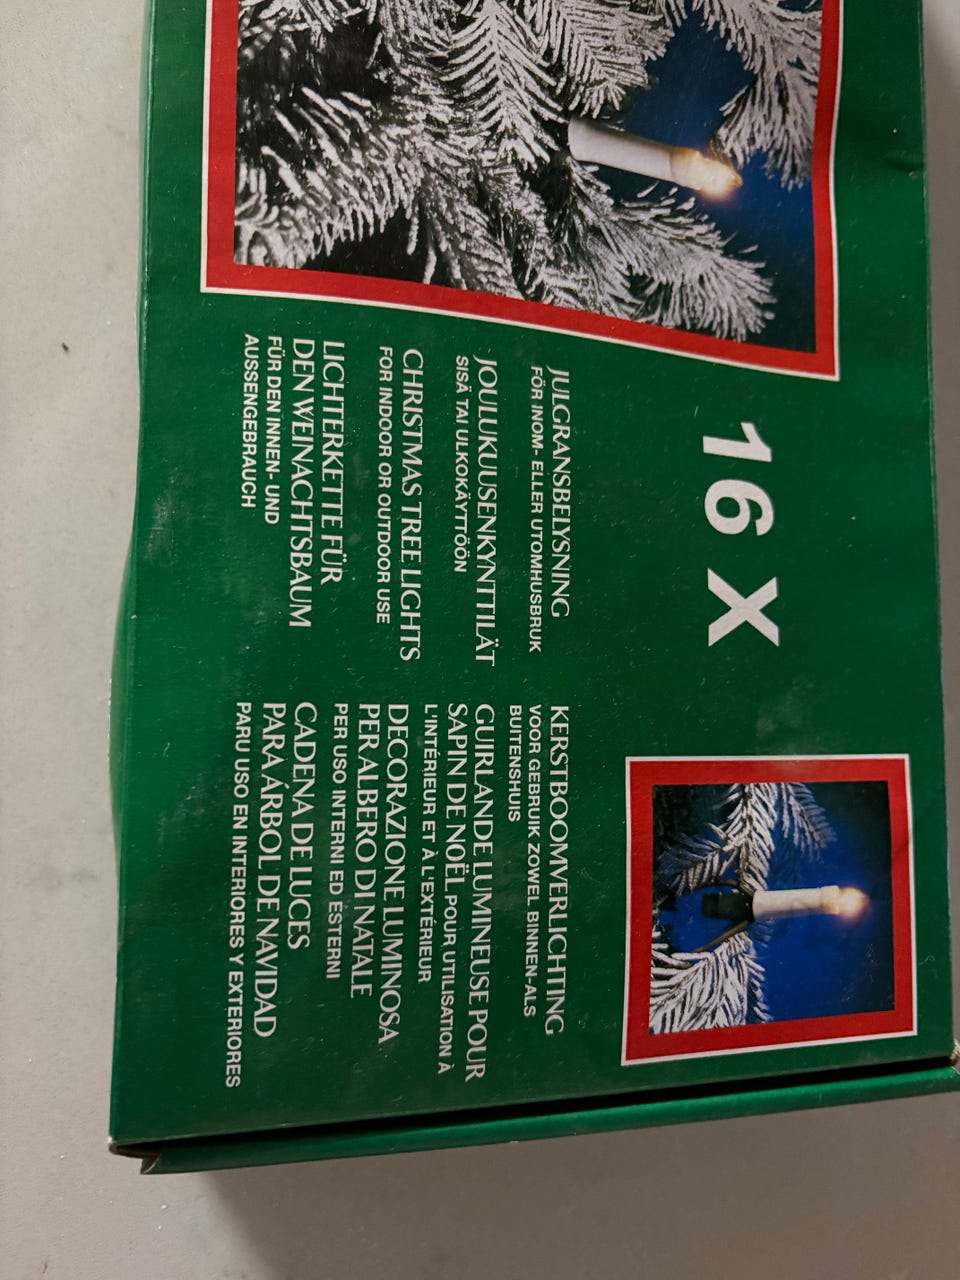 16 X
JULGRANSBELYSNING
FÖR INOM- ELLER UTOMHUSBRUK
JOULUKUUSENKYNTTILÄT
SISÄ TAI ULKOKÄYTTÖÖN
CHRISTMAS TREE LIGHTS
FOR INDOOR OR OUTDOOR USE
LICHTERKETTE FÜR
DEN WEINACHTSBAUM
FÜR DEN INNEN- UND
AUSSENGEBRAUCH
KERSTBOOMVERLICHTING
VOOR GEBRUIK ZOWEL BINNEN-ALS
BUITENSHUIS
GUIRLANDE LUMINEUSE POUR
SAPIN DE NOËL POUR UTILISATION À
L'INTÉRIEUR ET À L'EXTÉRIEUR
DECORAZIONE LUMINOSA
PER ALBERO DI NATALE
PER USO INTERNI ED ESTERNI
CADENA DE LUCES
PARA ÁRBOL DE NAVIDAD
PARU USO EN INTERIORES Y EXTERIORES